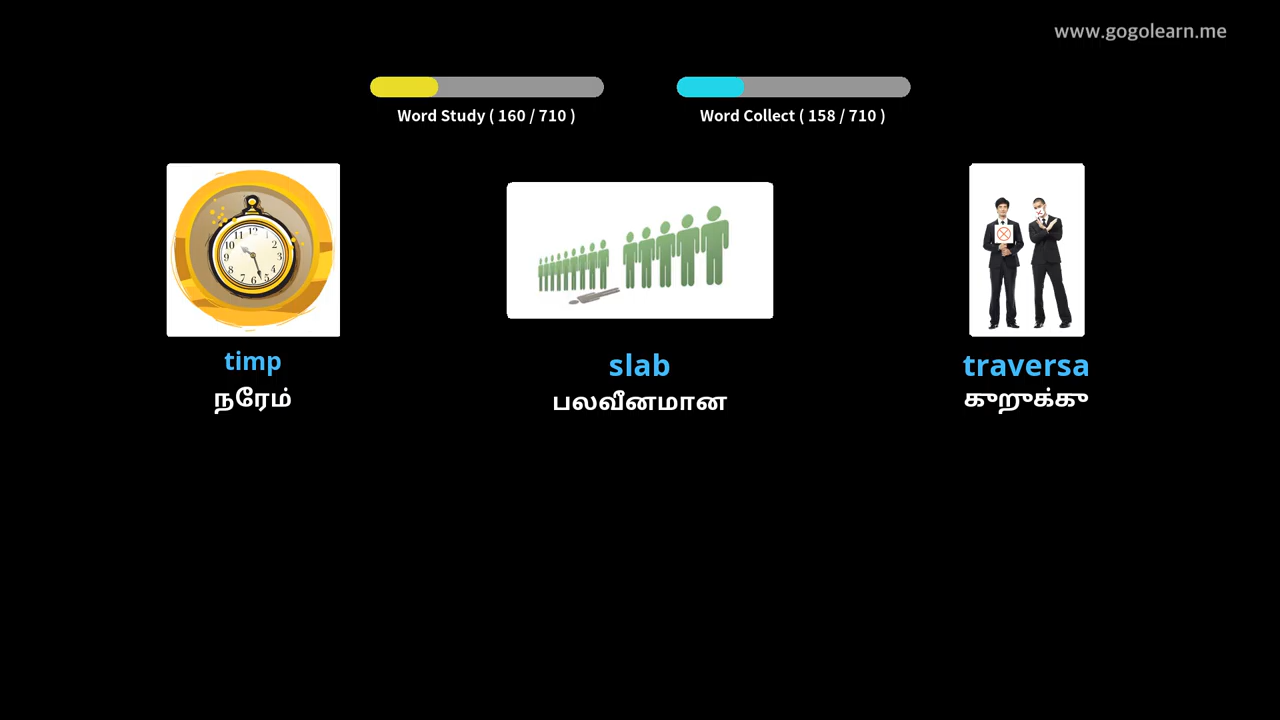 www.gogolearn.me
Word Study ( 160 / 710 )
Word Collect ( 158 / 710 )
timp
நரேம்
slab
பலவீனமான
traversa
குறுக்கு